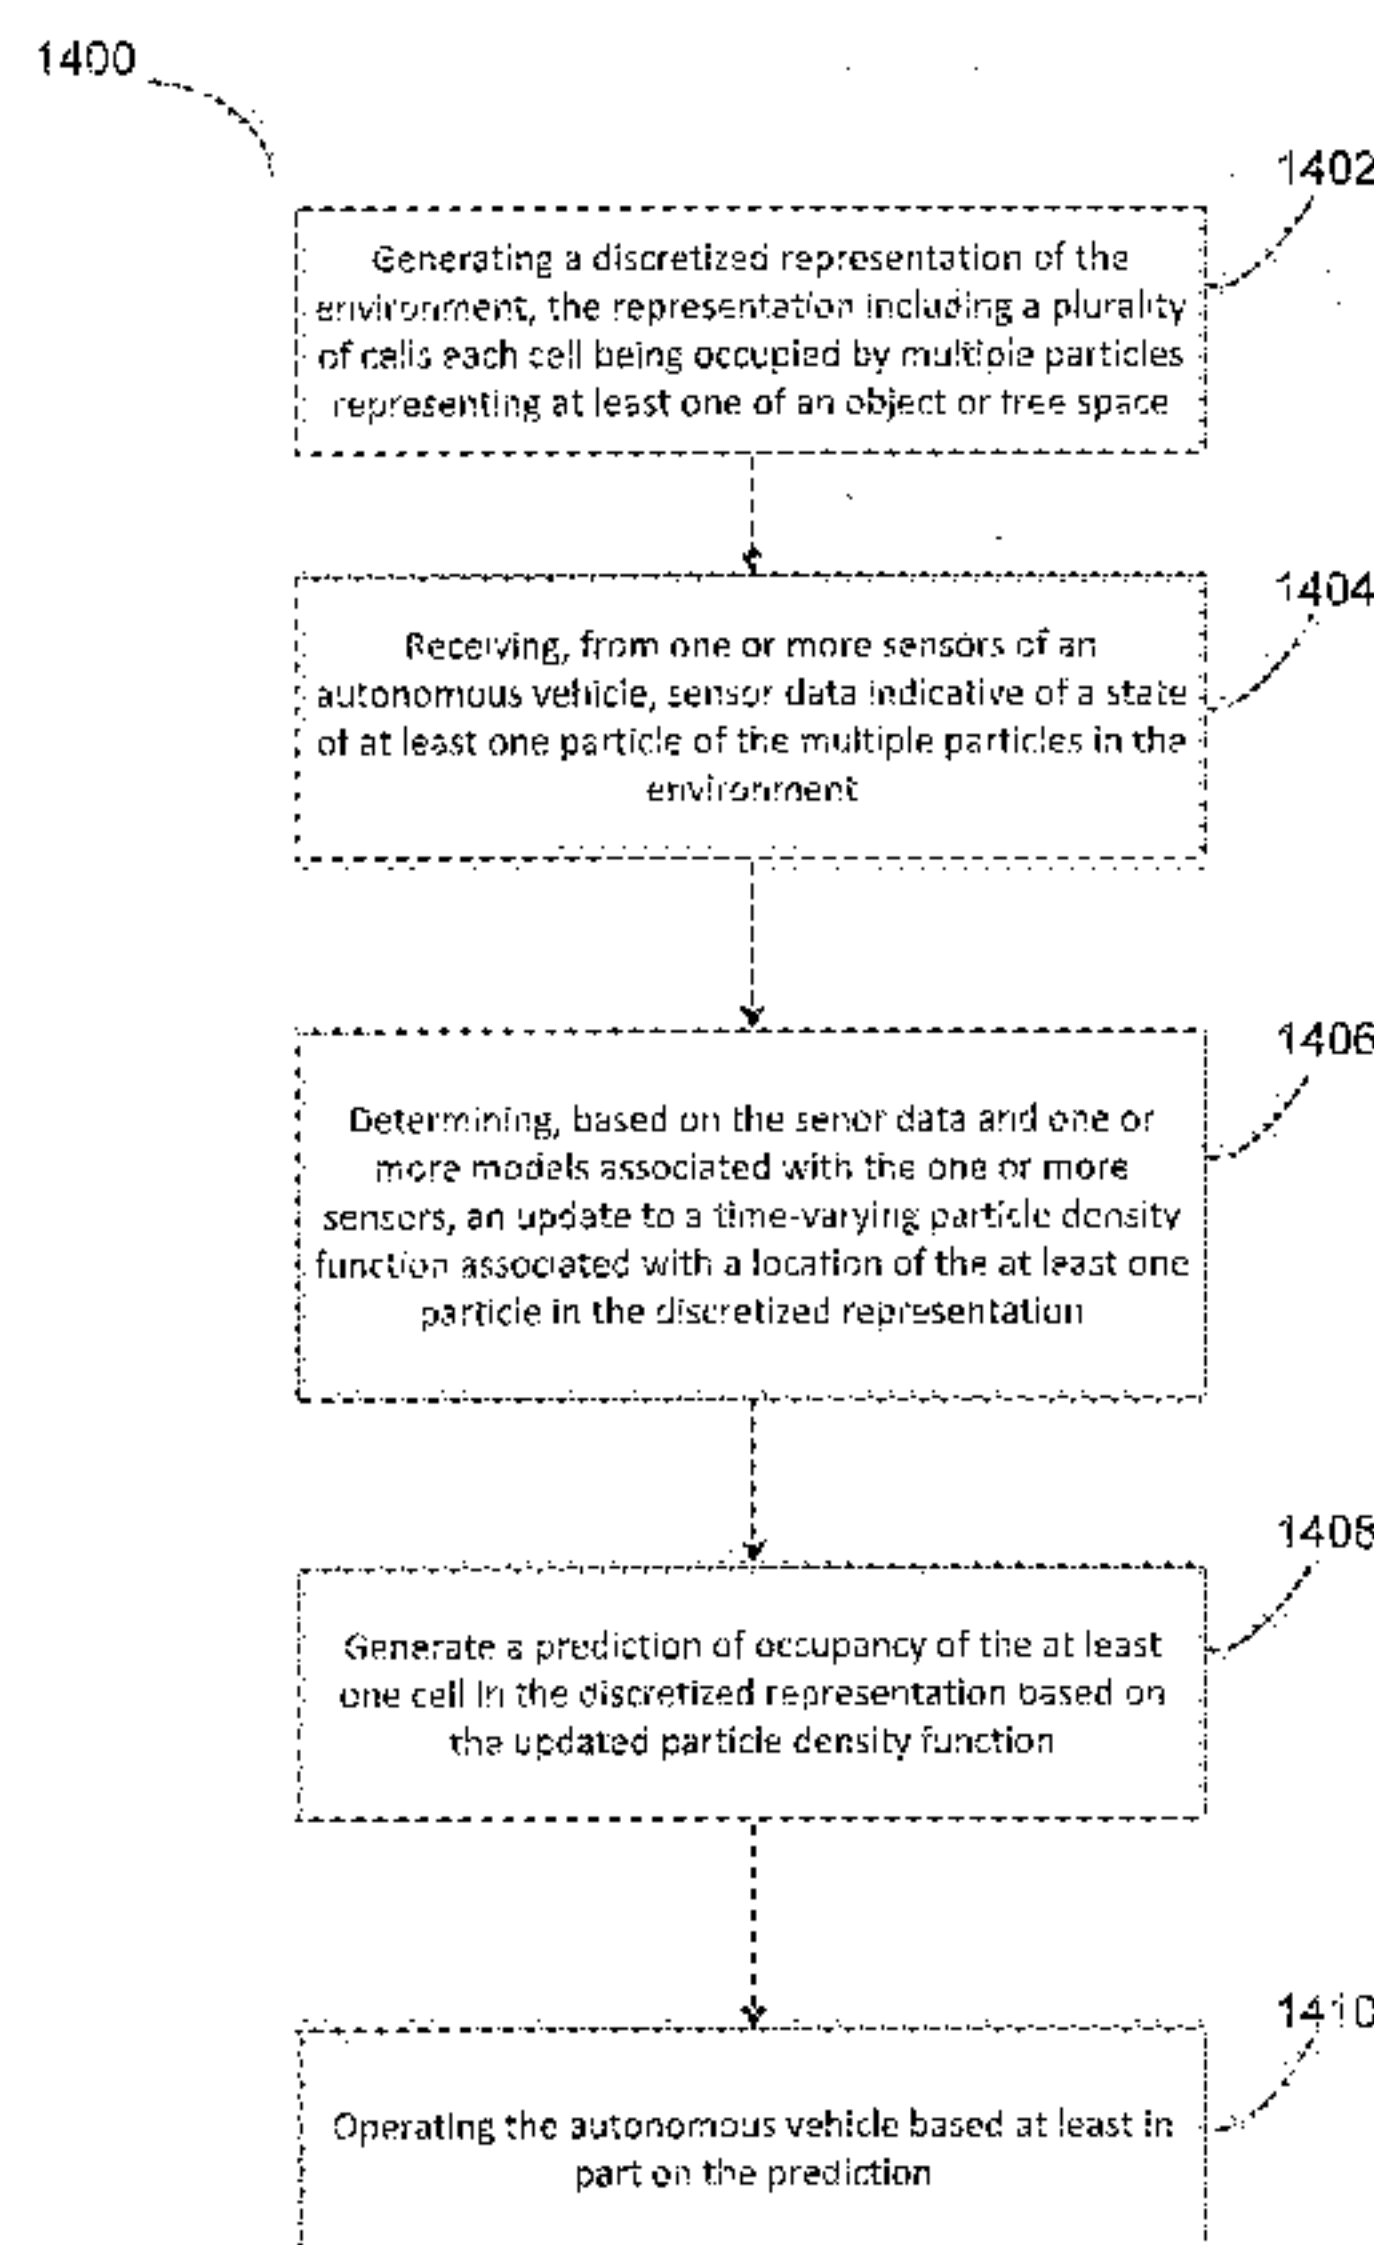 1400
1402
Generating a discretized representation of the
environment, the representation including a plurality
of cells each cell being occupied by multiple particles
representing at least one of an object or free space
1404
Receiving, from one or more sensors of an
autonomous vehicle, sensor data indicative of a state
of at least one particle of the multiple particles in the
environment
1406
Determining, based on the senor data and one or
more models associated with the one or more
sensors, an update to a time-varying particle density
function associated with a location of the at least one
particle in the discretized representation
1408
Generate a prediction of occupancy of the at least
one cell in the discretized representation based on
the updated particle density function
1410
Operating the autonomous vehicle based at least in
part on the prediction